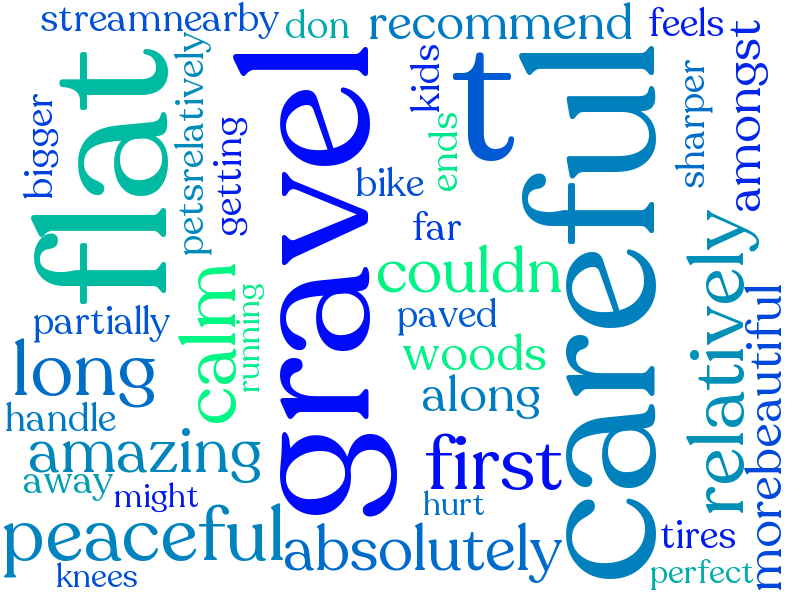 streamnearby
don
recommend
feels
flat
petsrelatively
gravel
kids
t
careful
sharper
amongst
bigger
getting
ends
bike
far
couldn
relatively
calm
running
partially
paved
long
woods
along
morebeautiful
handle
amazing
first
away
might
hurt
peaceful
absolutely
tires
knees
perfect